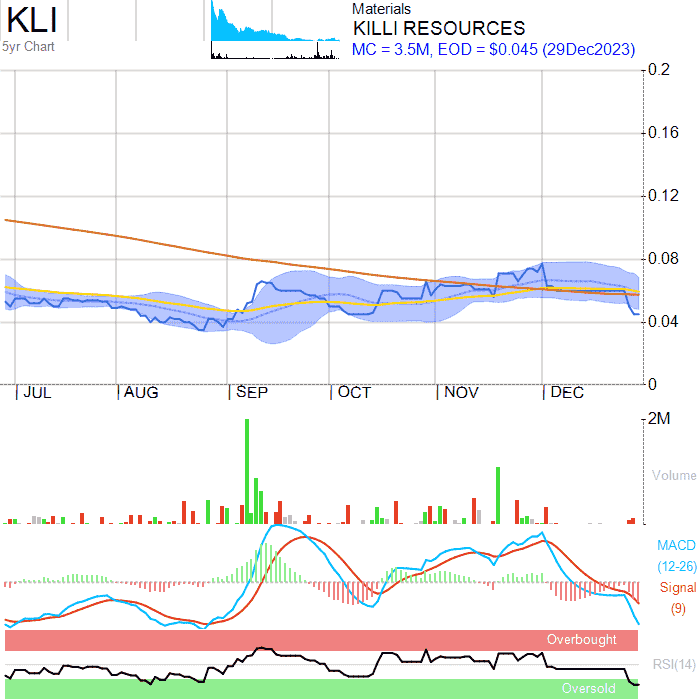 KLI
5yr Chart
Materials
KILLI RESOURCES
MC = 3.5M, EOD = $0.045 (29Dec2023)
0.2
0.16
0.12
0.08
0.04
0
JUL AUG SEP OCT NOV DEC
2M
Volume
MACD
(12-26)
Signal
(9)
Overbought
RSI(14)
Oversold